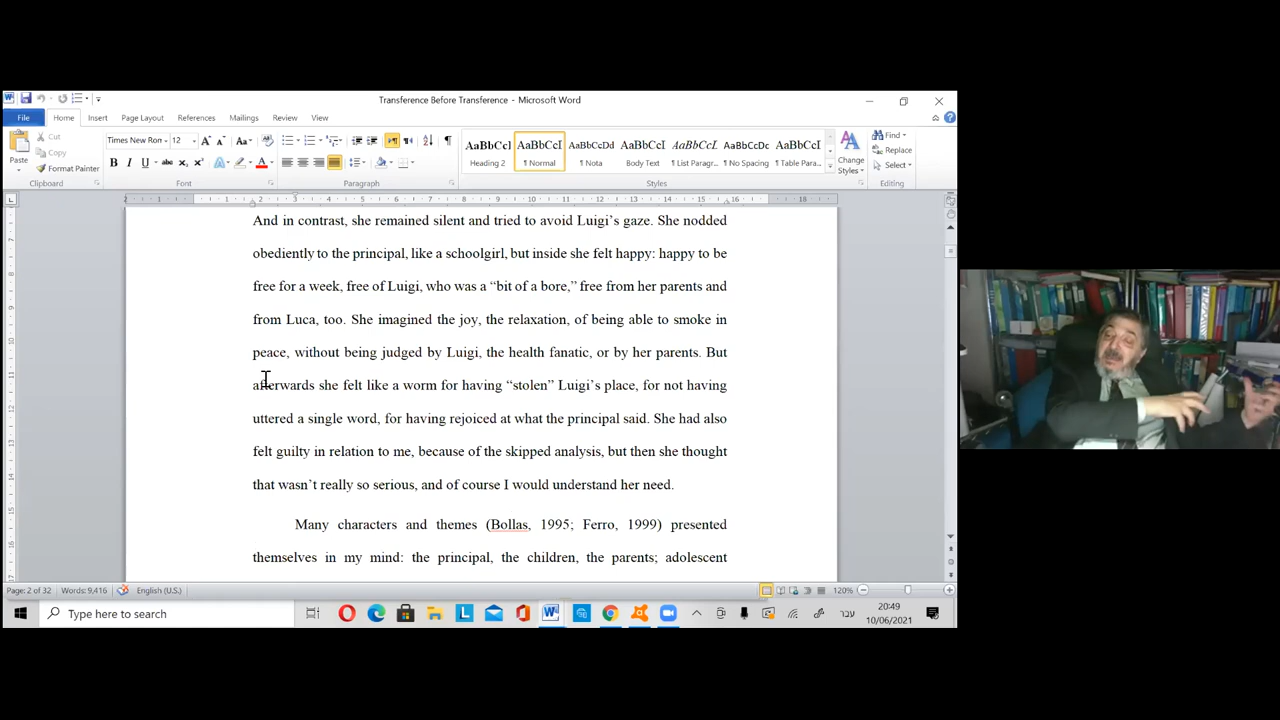 Transference Before Transference - Microsoft Word
File Home Insert Page Layout References Mailings Review View
Cut
Copy
Format Painter
Paste
Times New Ron 12
Clipboard Font Paragraph Styles Editing
AaBbCcI AaBbCcI AaBbCcDd AaBbCcI AaBbCcI AaBbCcDc AaBbCcI
Heading 2 ¶ Normal ¶ Nota Body Text ¶ List Paragr... ¶ No Spacing ¶ Table Para...
Change Styles
Find
Replace
Select
And in contrast, she remained silent and tried to avoid Luigi’s gaze. She nodded
obediently to the principal, like a schoolgirl, but inside she felt happy: happy to be
free for a week, free of Luigi, who was a “bit of a bore,” free from her parents and
from Luca, too. She imagined the joy, the relaxation, of being able to smoke in
peace, without being judged by Luigi, the health fanatic, or by her parents. But
afterwards she felt like a worm for having “stolen” Luigi’s place, for not having
uttered a single word, for having rejoiced at what the principal said. She had also
felt guilty in relation to me, because of the skipped analysis, but then she thought
that wasn’t really so serious, and of course I would understand her need.
Many characters and themes (Bollas, 1995; Ferro, 1999) presented
themselves in my mind: the principal, the children, the parents; adolescent
Page: 2 of 32 Words: 9,416 English (U.S.) 120%
Type here to search
עבר
20:49
10/06/2021